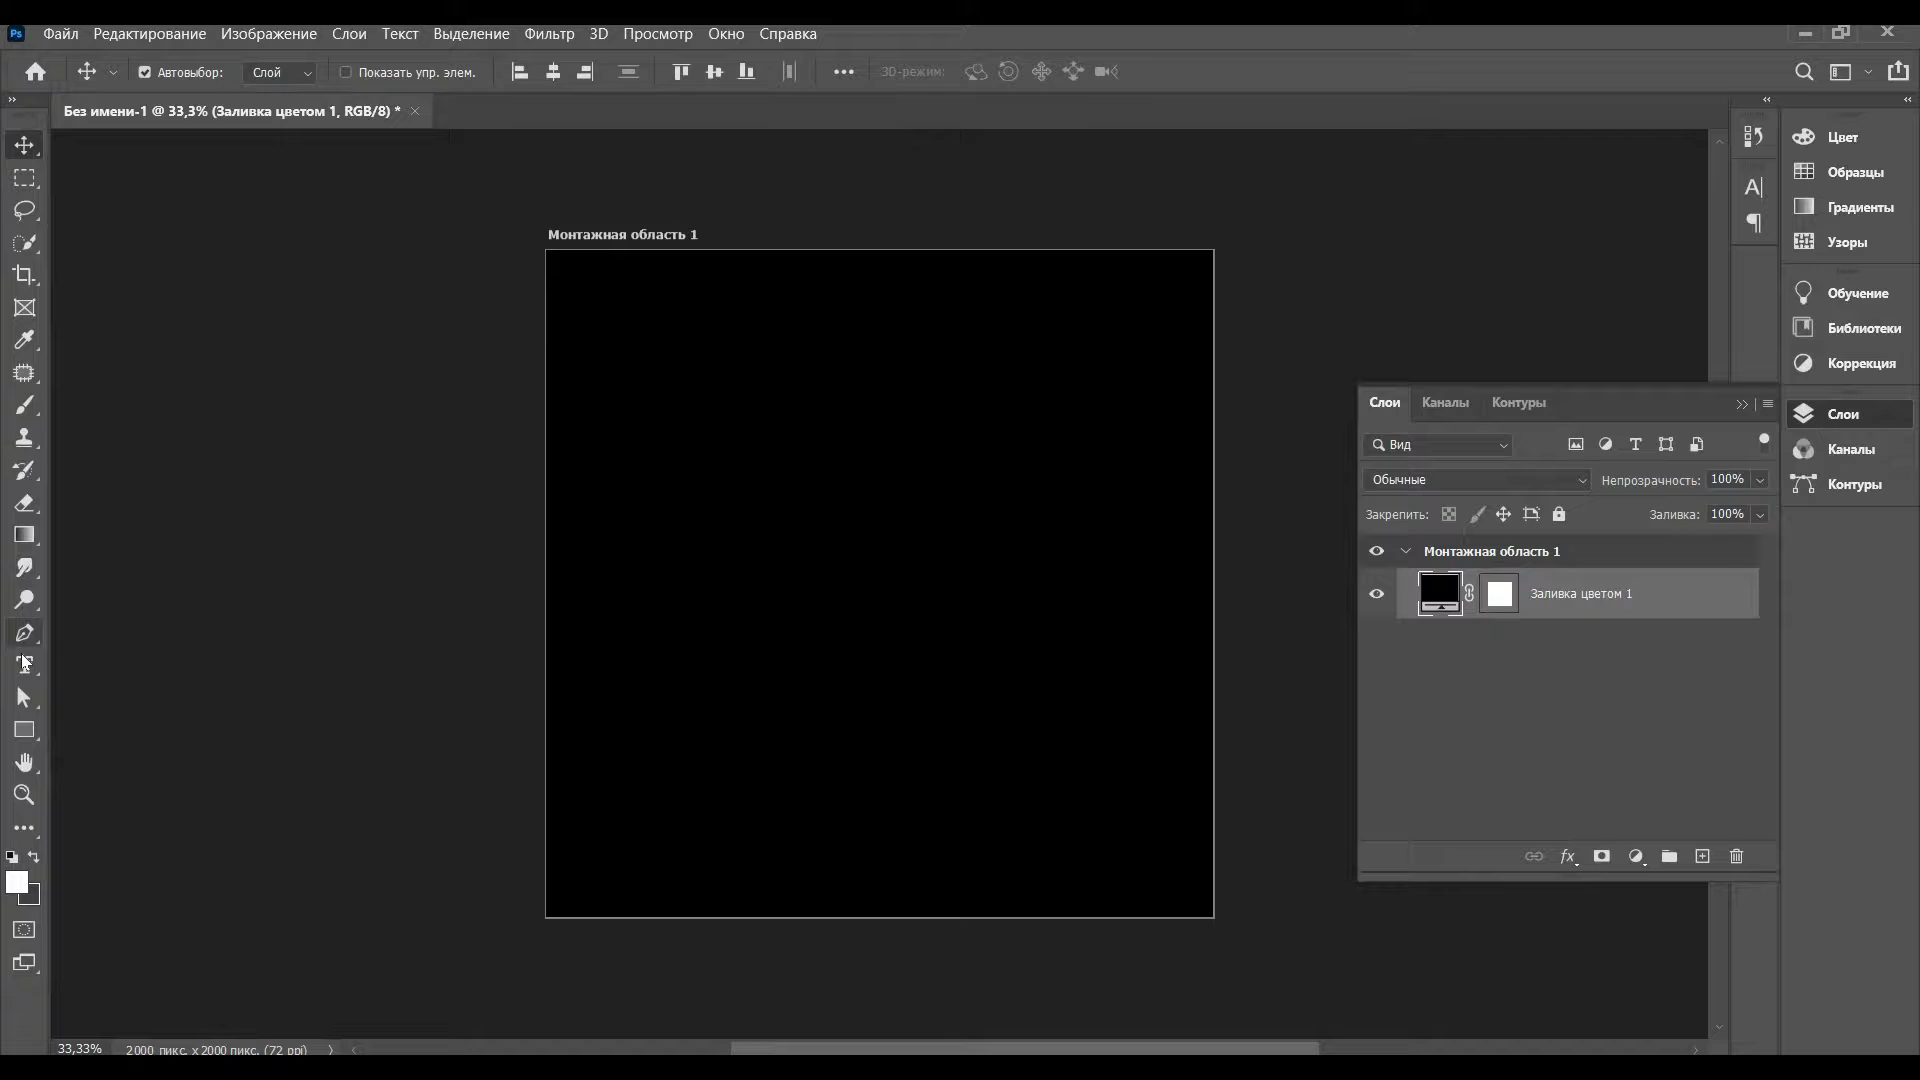 Ps Файл Редактирование Изображение Слои Текст Выделение Фильтр 3D Просмотр Окно Справка
Автовыбор: Слой Показать упр. элем. 3D-режим:
Без имени-1 @ 33,3% (Заливка цветом 1, RGB/8) *
Монтажная область 1
Цвет
Образцы
Градиенты
Узоры
Обучение
Библиотеки
Коррекция
Слои
Каналы
Контуры
Слои Каналы Контуры
Вид
Обычные Непрозрачность: 100%
Закрепить: Заливка: 100%
Монтажная область 1
Заливка цветом 1
fx
33,33% 2000 пикс. x 2000 пикс. (72 ppi)